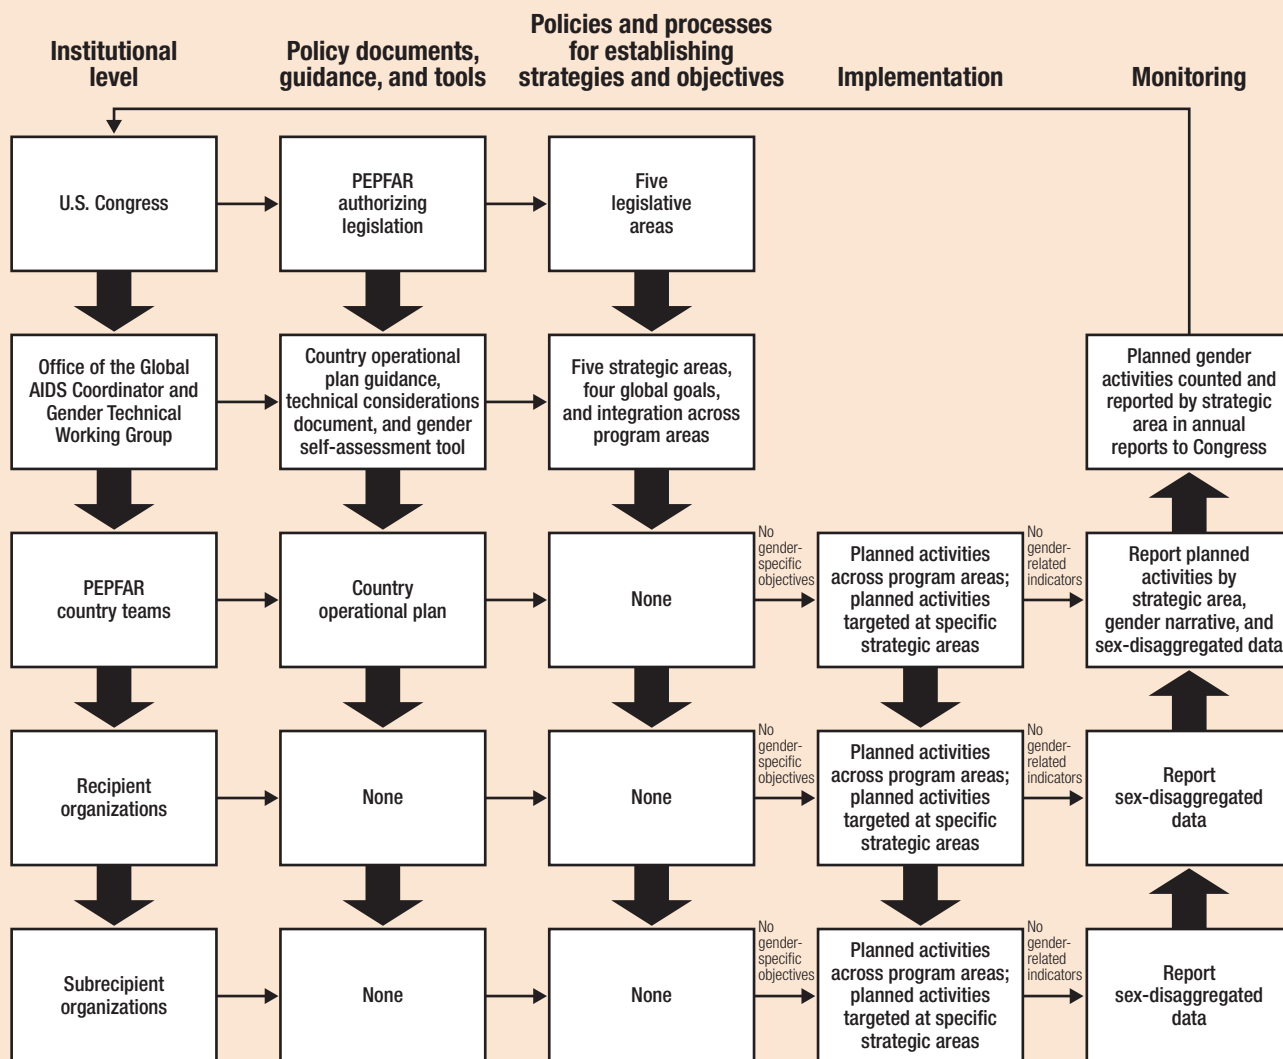 Institutional
level
Policy documents,
guidance, and tools
Policies and processes
for establishing
strategies and objectives
Implementation
Monitoring
U.S. Congress
PEPFAR
authorizing
legislation
Five
legislative
areas
Office of the Global
AIDS Coordinator and
Gender Technical
Working Group
Country operational
plan guidance,
technical considerations
document, and gender
self-assessment tool
Five strategic areas,
four global goals,
and integration across
program areas
Planned gender
activities counted and
reported by strategic
area in annual
reports to Congress
PEPFAR
country teams
Country
operational plan
None
No
gender-
specific
objectives
Planned activities
across program areas;
planned activities
targeted at specific
strategic areas
No
gender-
related
indicators
Report planned
activities by
strategic area,
gender narrative, and
sex-disaggregated data
Recipient
organizations
None
None
No
gender-
specific
objectives
Planned activities
across program areas;
planned activities
targeted at specific
strategic areas
No
gender-
related
indicators
Report
sex-disaggregated
data
Subrecipient
organizations
None
None
No
gender-
specific
objectives
Planned activities
across program areas;
planned activities
targeted at specific
strategic areas
No
gender-
related
indicators
Report
sex-disaggregated
data